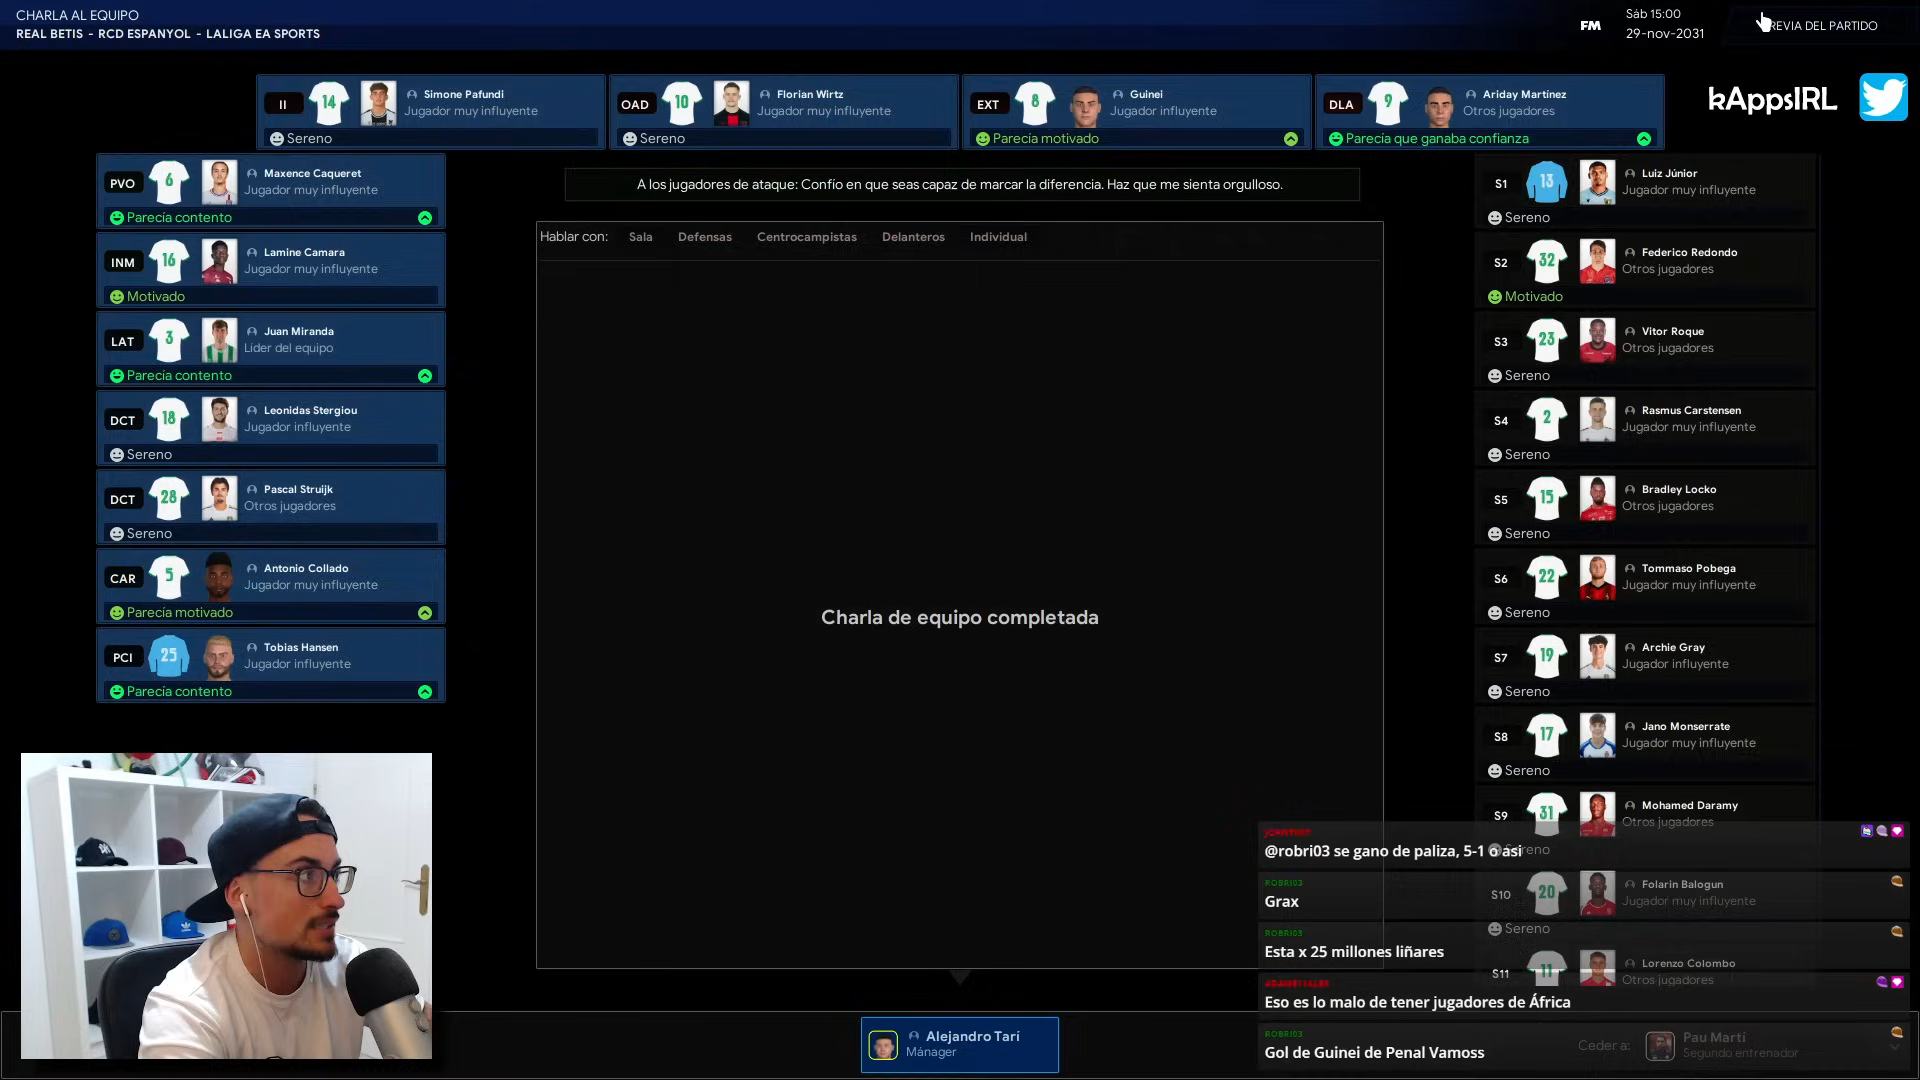 CHARLA AL EQUIPO
REAL BETIS - RCD ESPANYOL - LALIGA EA SPORTS
FM
Sáb 15:00
29-nov-2031
REVIA DEL PARTIDO
kAppsIRL
II
14
Simone Pafundi
Jugador muy influyente
Sereno
OAD
10
Florian Wirtz
Jugador muy influyente
Sereno
EXT
8
Guinei
Jugador influyente
Parecía motivado
DLA
9
Ariday Martínez
Otros jugadores
Parecía que ganaba confianza
PVO
6
Maxence Caqueret
Jugador muy influyente
Parecía contento
INM
16
Lamine Camara
Jugador muy influyente
Motivado
LAT
3
Juan Miranda
Líder del equipo
Parecía contento
DCT
18
Leonidas Stergiou
Jugador influyente
Sereno
DCT
28
Pascal Struijk
Otros jugadores
Sereno
CAR
5
Antonio Collado
Jugador muy influyente
Parecía motivado
PCI
25
Tobias Hansen
Jugador influyente
Parecía contento
A los jugadores de ataque: Confío en que seas capaz de marcar la diferencia. Haz que me sienta orgulloso.
Hablar con: Sala Defensas Centrocampistas Delanteros Individual
Charla de equipo completada
S1
13
Luiz Júnior
Jugador muy influyente
Sereno
S2
32
Federico Redondo
Otros jugadores
Motivado
S3
23
Vitor Roque
Otros jugadores
Sereno
S4
2
Rasmus Carstensen
Jugador muy influyente
Sereno
S5
15
Bradley Locko
Otros jugadores
Sereno
S6
22
Tommaso Pobega
Jugador muy influyente
Sereno
S7
19
Archie Gray
Jugador influyente
Sereno
S8
17
Jano Monserrate
Jugador muy influyente
Sereno
S9
31
Mohamed Daramy
Otros jugadores
S10
20
Folarin Balogun
Jugador muy influyente
Sereno
S11
11
Lorenzo Colombo
Otros jugadores
@robri03 se gano de paliza, 5-1 o asi
ROBRI03
Grax
ROBRI03
Esta x 25 millones liñares
Eso es lo malo de tener jugadores de África
ROBRI03
Gol de Guinei de Penal Vamoss
Alejandro Tarí
Mánager
Ceder a:
Pau Martí
Segundo entrenador